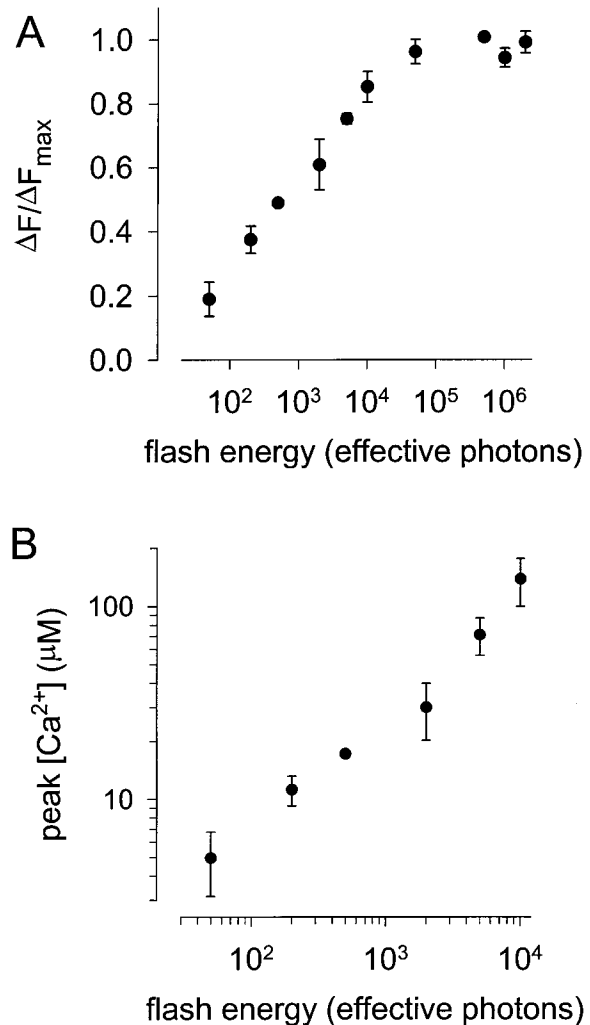 A
ΔF/ΔF_max
1.0
0.8
0.6
0.4
0.2
0.0
10² 10³ 10⁴ 10⁵ 10⁶
flash energy (effective photons)
B
peak [Ca²⁺] (μM)
100
10
10² 10³ 10⁴
flash energy (effective photons)